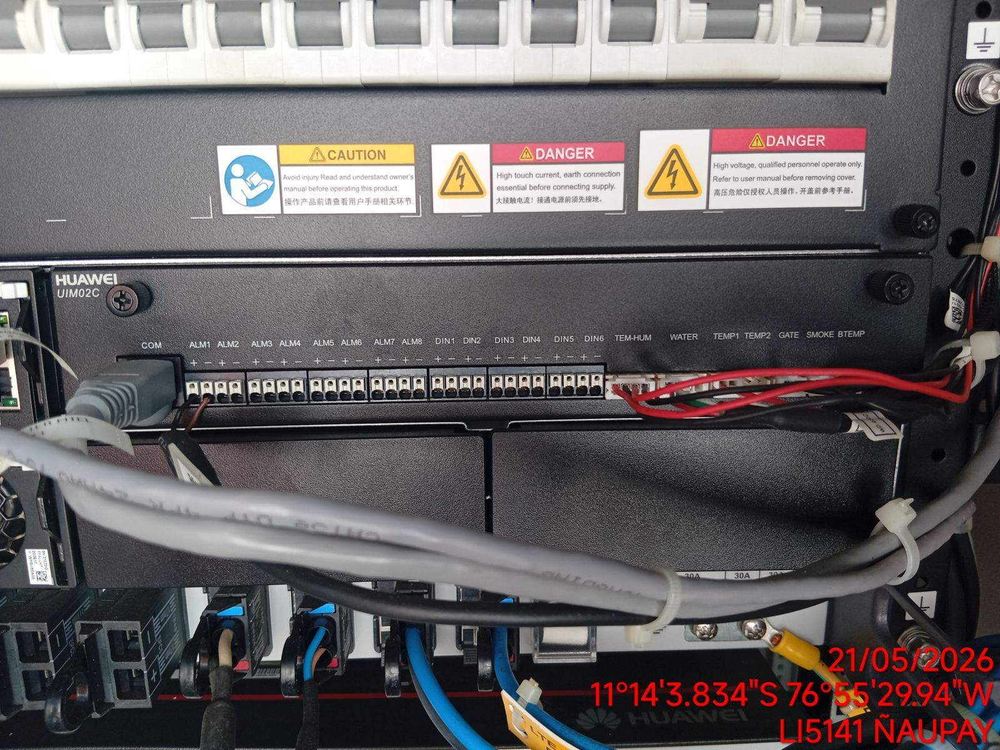 CAUTION
Avoid injury.Read and understand owner's
manual before operating this product.
操作产品前请查看用户手册相关环节.
DANGER
High touch current, earth connection
essential before connecting supply.
大接触电流！接通电源前须先接地。
DANGER
High voltage, qualified personnel operate only.
Refer to user manual before removing cover.
高压危险仅授权人员操作。开盖前参考手册。
HUAWEI
UIM02C
COM ALM1 ALM2 ALM3 ALM4 ALM5 ALM6 ALM7 ALM8 DIN1 DIN2 DIN3 DIN4 DIN5 DIN6 TEM-HUM WATER TEMP1 TEMP2 GATE SMOKE BTEMP
+ − + − + − + − + − + − + − + − + − + − + − + − + − + −
30A 30A 30A
HUAWEI
LTE
21/05/2026
11°14'3.834"S 76°55'29.94"W
LI5141 ÑAUPAY